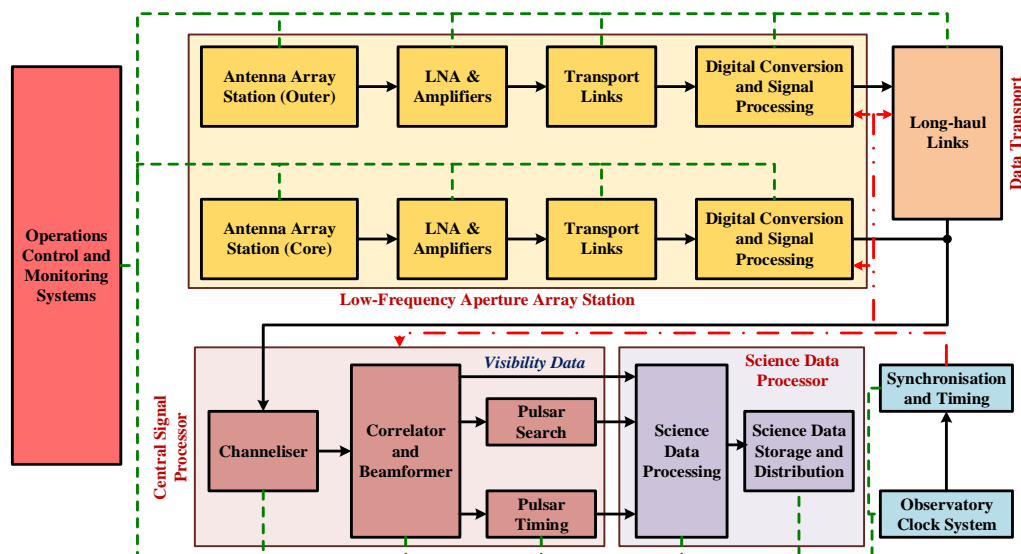 Operations
Control and
Monitoring
Systems
Antenna Array
Station (Outer)
LNA &
Amplifiers
Transport
Links
Digital Conversion
and Signal
Processing
Long-haul
Links
Data Transport
Antenna Array
Station (Core)
LNA &
Amplifiers
Transport
Links
Digital Conversion
and Signal
Processing
Low-Frequency Aperture Array Station
Central Signal
Processor
Channeliser
Correlator
and
Beamformer
Visibility Data
Pulsar
Search
Pulsar
Timing
Science Data
Processor
Science
Data
Processing
Science Data
Storage and
Distribution
Synchronisation
and Timing
Observatory
Clock System